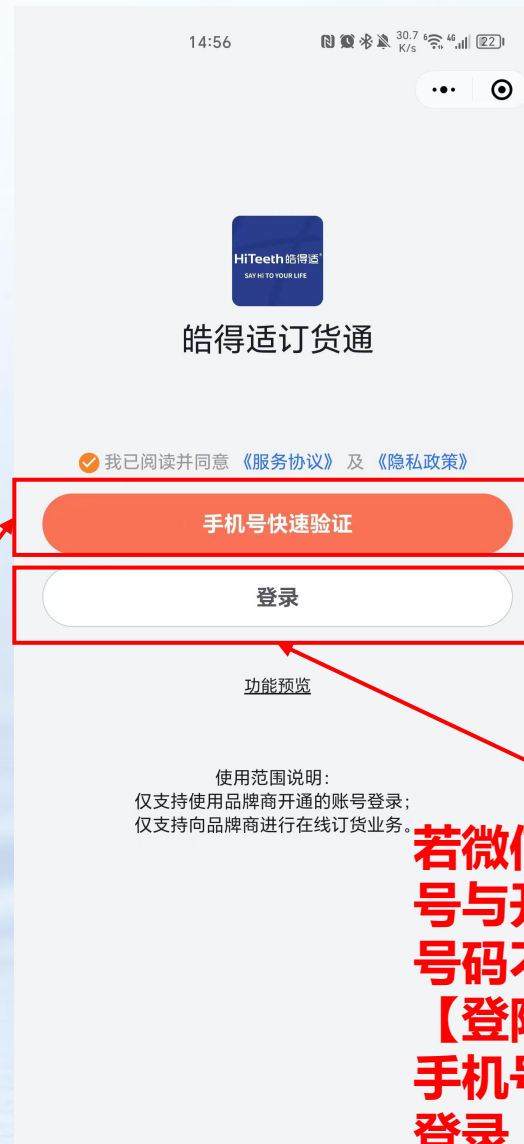 14:56
30.7 K/s
6
46
22
HiTeeth皓得适
SAY HI TO YOUR LIFE
皓得适订货通
我已阅读并同意 《服务协议》 及 《隐私政策》
手机号快速验证
登录
功能预览
使用范围说明:
仅支持使用品牌商开通的账号登录;
仅支持向品牌商进行在线订货业务。
若微
号与
号码
【登
手机
登录